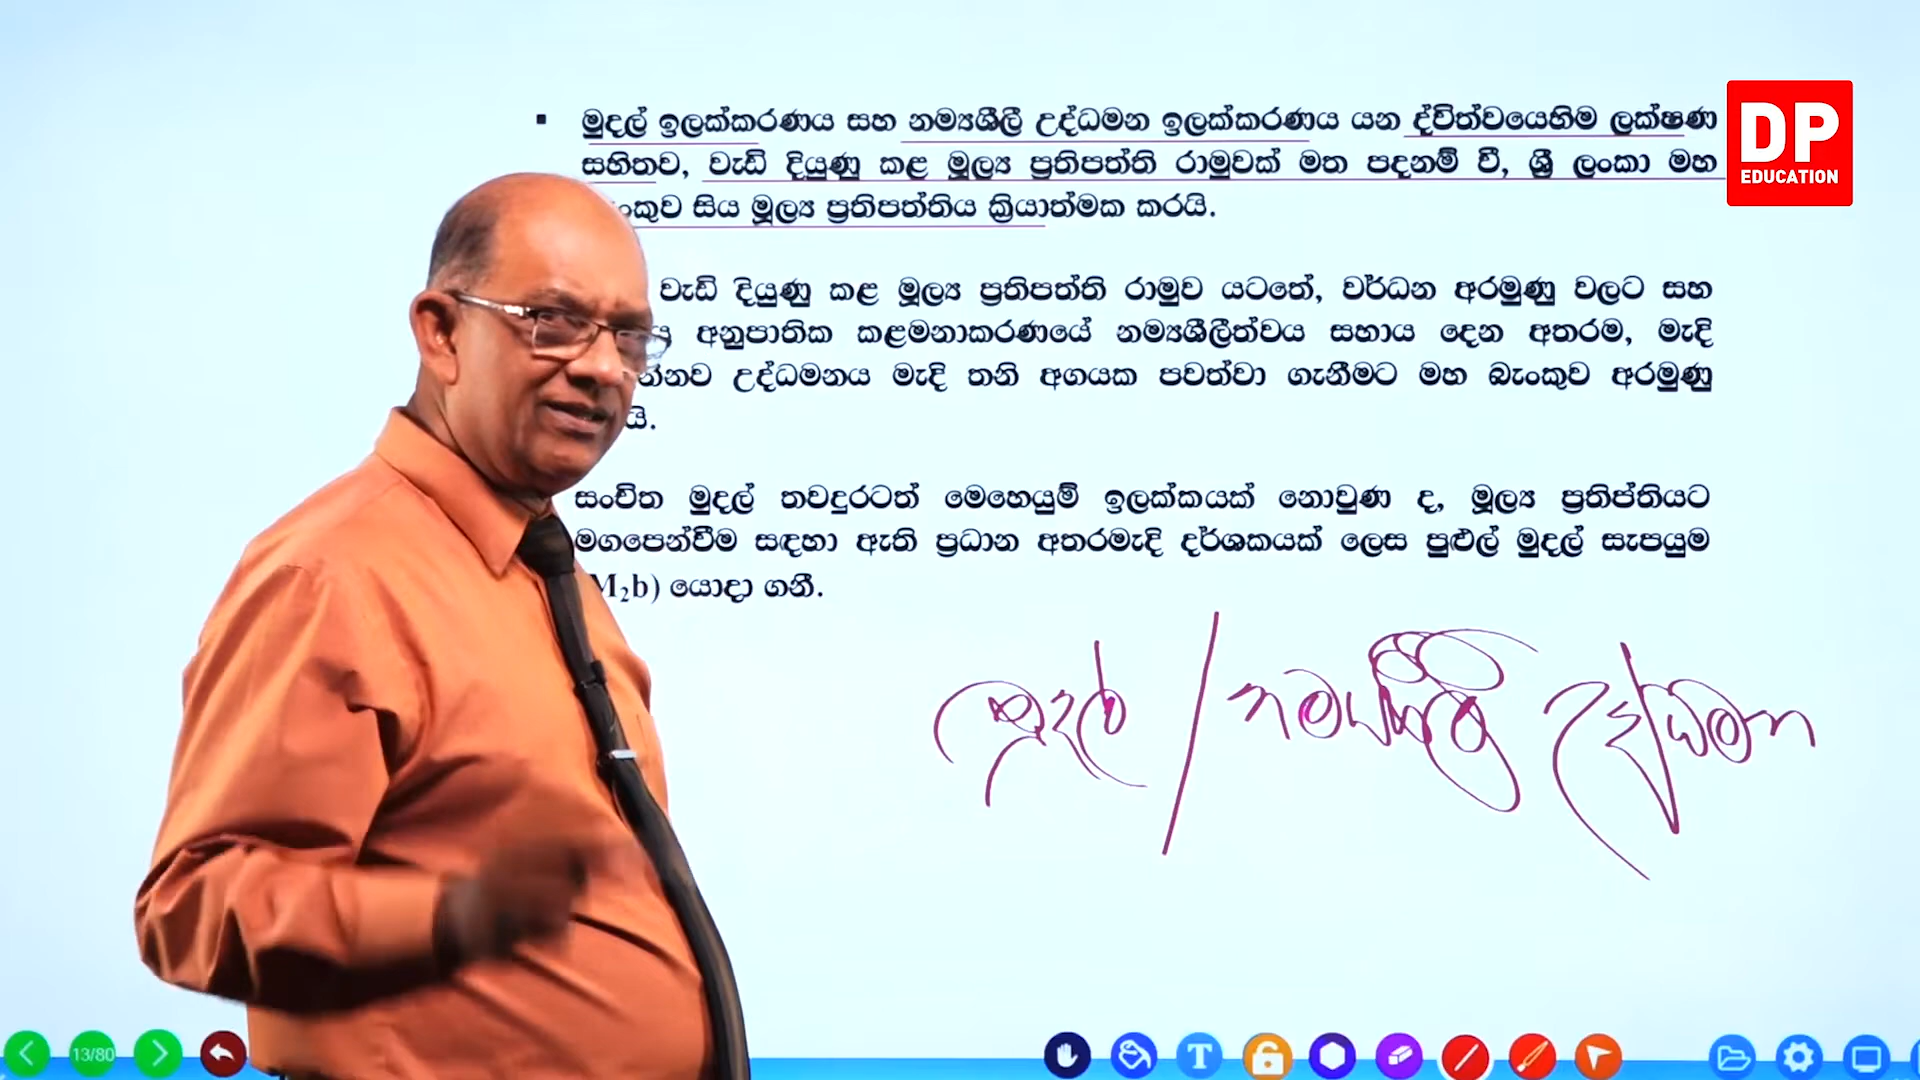 DP
EDUCATION
▪ මුදල් ඉලක්කරණය සහ නම්‍යශීලී උද්ධමන ඉලක්කරණය යන ද්විත්වයෙහිම ලක්ෂණ
සහිතව, වැඩි දියුණු කළ මූල්‍ය ප්‍රතිපත්ති රාමුවක් මත පදනම් වී, ශ්‍රී ලංකා මහ
සිය මූල්‍ය ප්‍රතිපත්තිය ක්‍රියාත්මක කරයි.
වැඩි දියුණු කළ මූල්‍ය ප්‍රතිපත්ති රාමුව යටතේ, වර්ධන අරමුණු වලට සහ
අනුපාතික කළමනාකරණයේ නම්‍යශීලීත්වය සහාය දෙන අතරම, මැදි
උද්ධමනය මැදි තනි අගයක පවත්වා ගැනීමට මහ බැංකුව අරමුණු
සංචිත මුදල් තවදුරටත් මෙහෙයුම් ඉලක්කයක් නොවුණ ද, මූල්‍ය ප්‍රතිප්තියට
මගපෙන්වීම සඳහා ඇති ප්‍රධාන අතරමැදි දර්ශකයක් ලෙස පුළුල් මුදල් සැපයුම
M₂b) යොදා ගනී.
මුදල් / නම්‍යශීලී උද්ධමන
13/80
T